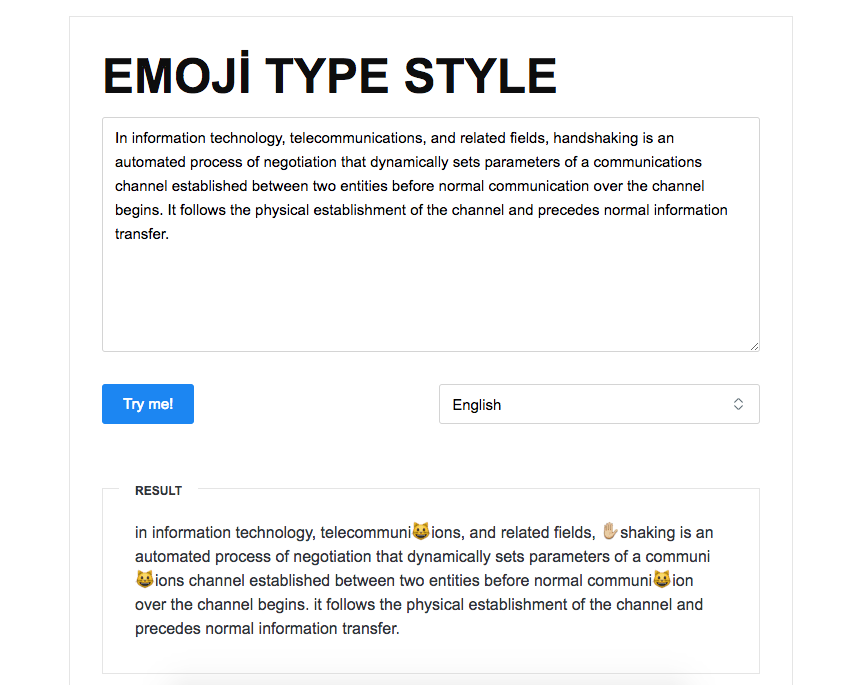 EMOJİ TYPE STYLE
In information technology, telecommunications, and related fields, handshaking is an
automated process of negotiation that dynamically sets parameters of a communications
channel established between two entities before normal communication over the channel
begins. It follows the physical establishment of the channel and precedes normal information
transfer.
Try me!
English
RESULT
in information technology, telecommuni😺ions, and related fields, ✋🏼shaking is an
automated process of negotiation that dynamically sets parameters of a communi
😺ions channel established between two entities before normal communi😺ion
over the channel begins. it follows the physical establishment of the channel and
precedes normal information transfer.